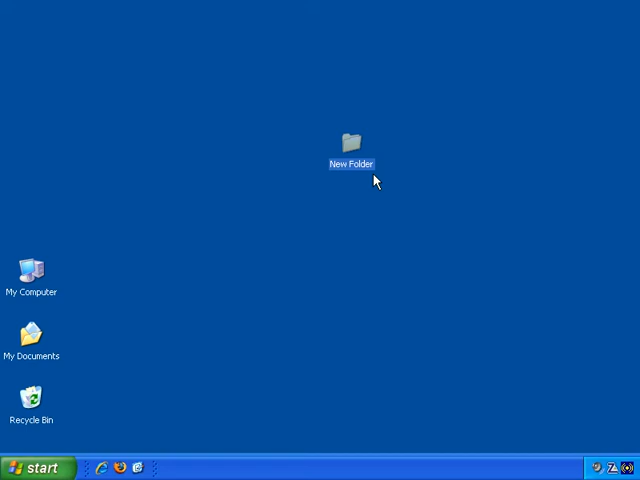 New Folder
My Computer
My Documents
Recycle Bin
start